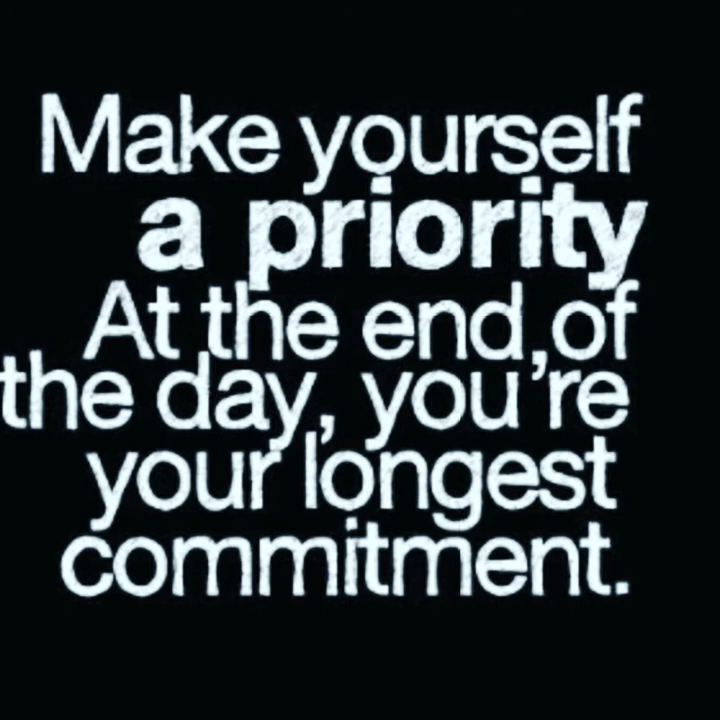 Make yourself
a priority
At the end,of
the day, you're
your longest
commitment.